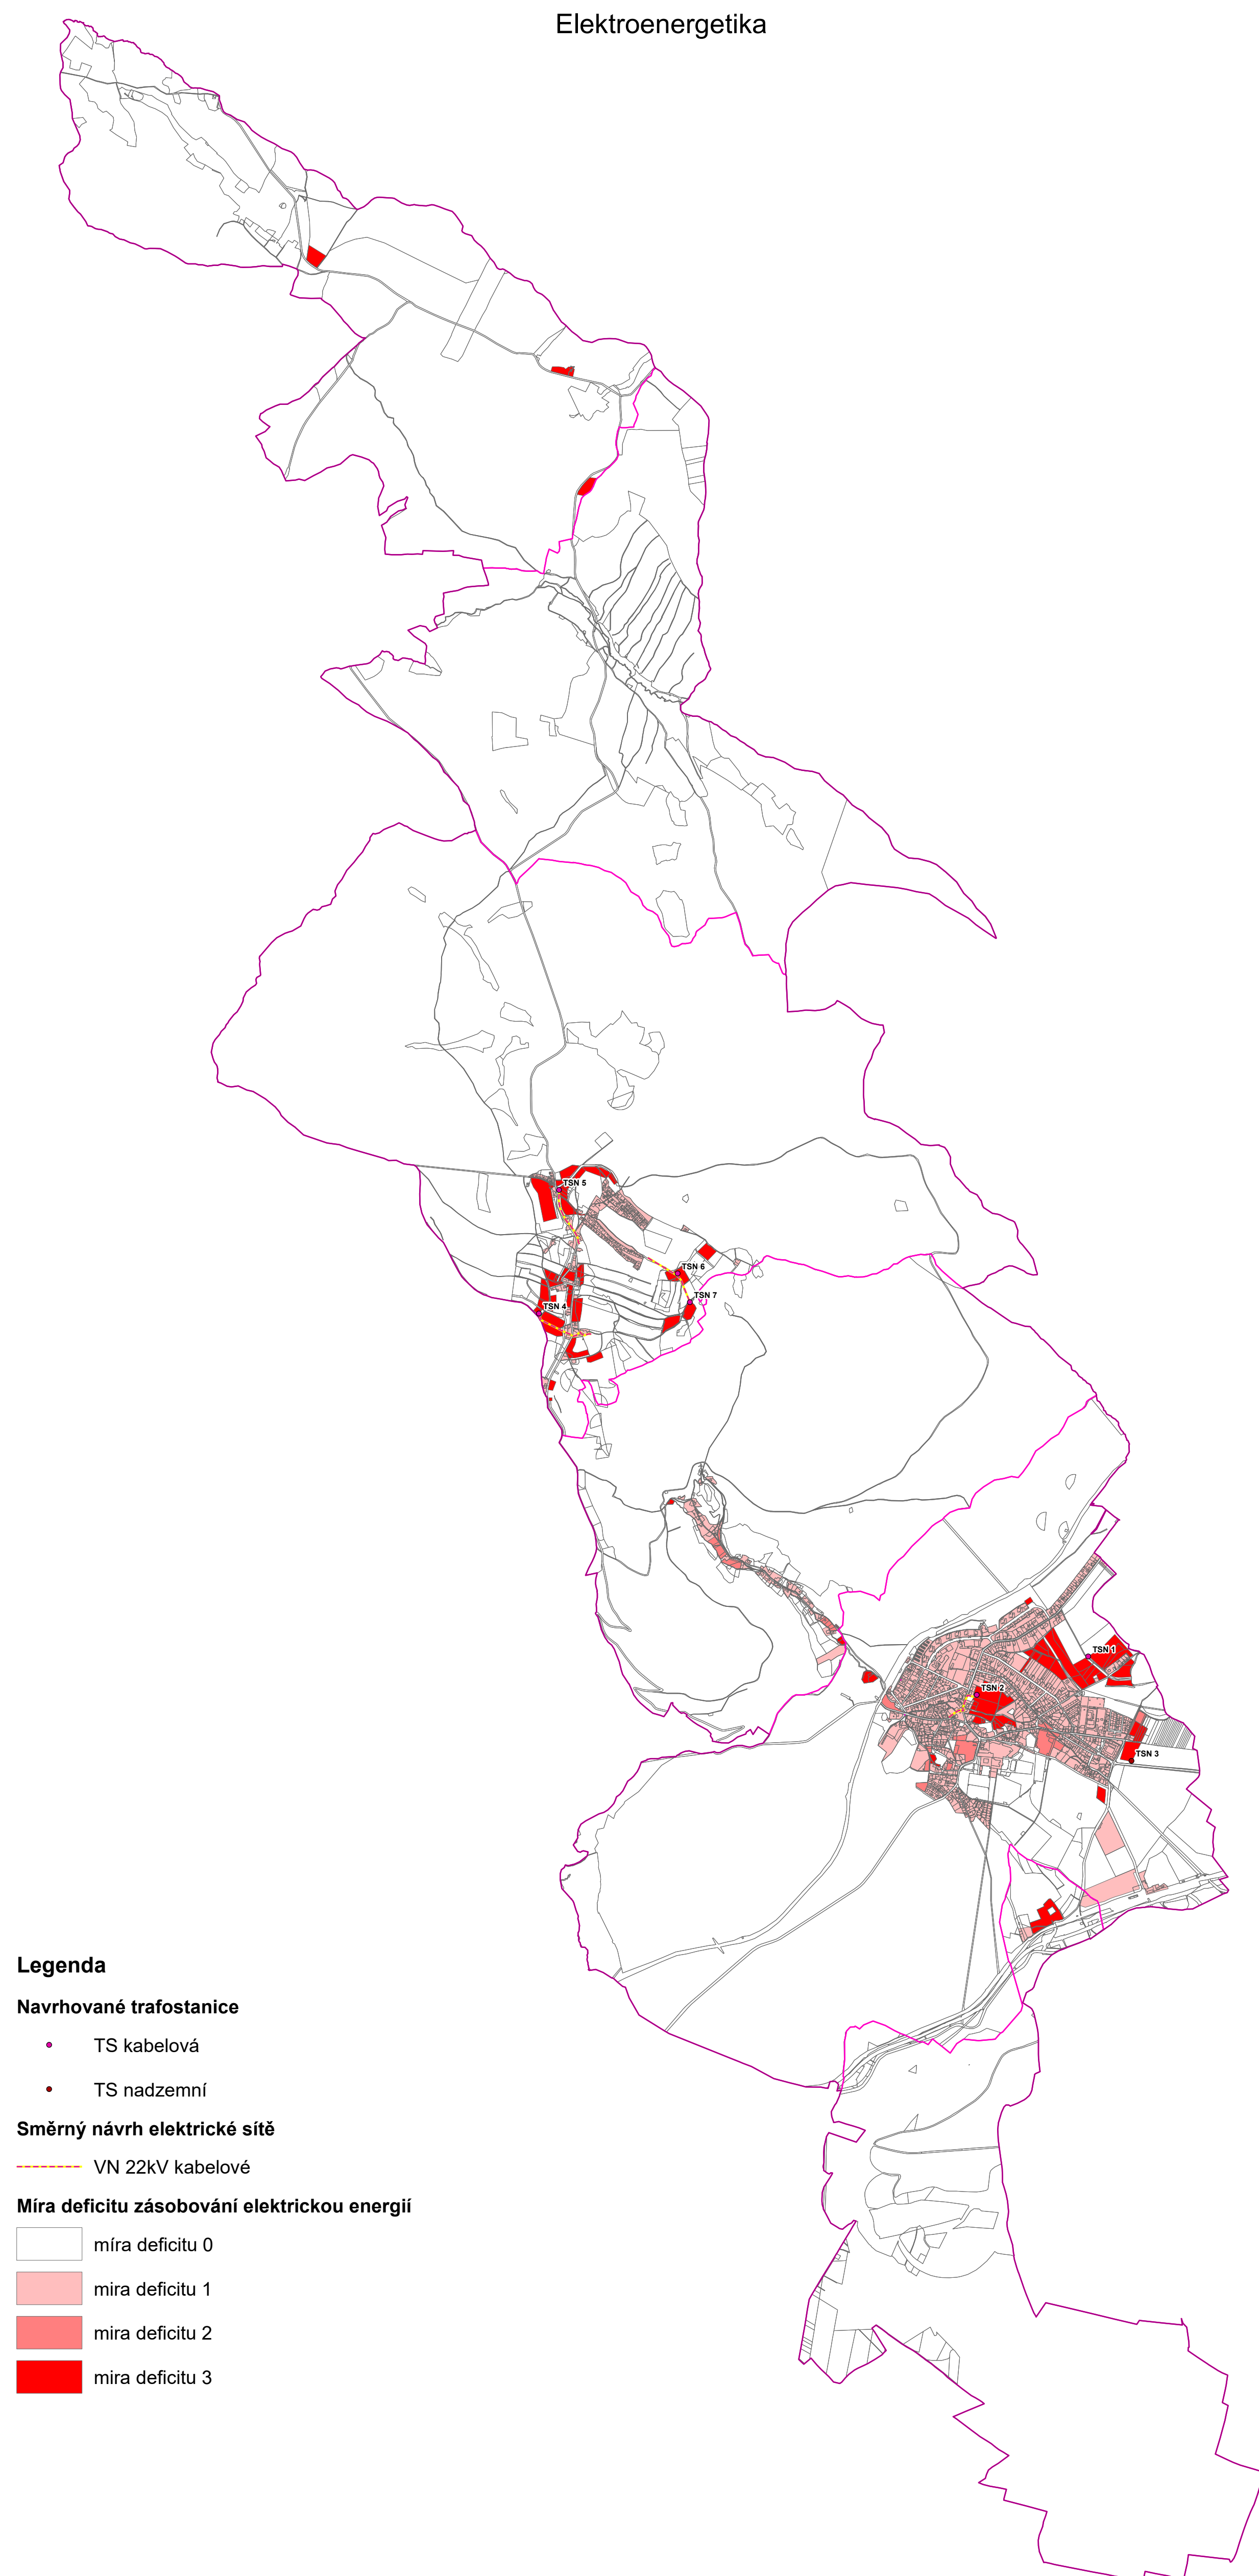 Elektroenergetika
TSN 5
TSN 6
TSN 7
TSN 4
TSN 1
TSN 2
TSN 3
Legenda
Navrhované trafostanice
TS kabelová
TS nadzemní
Směrný návrh elektrické sítě
VN 22kV kabelové
Míra deficitu zásobování elektrickou energií
míra deficitu 0
mira deficitu 1
mira deficitu 2
mira deficitu 3